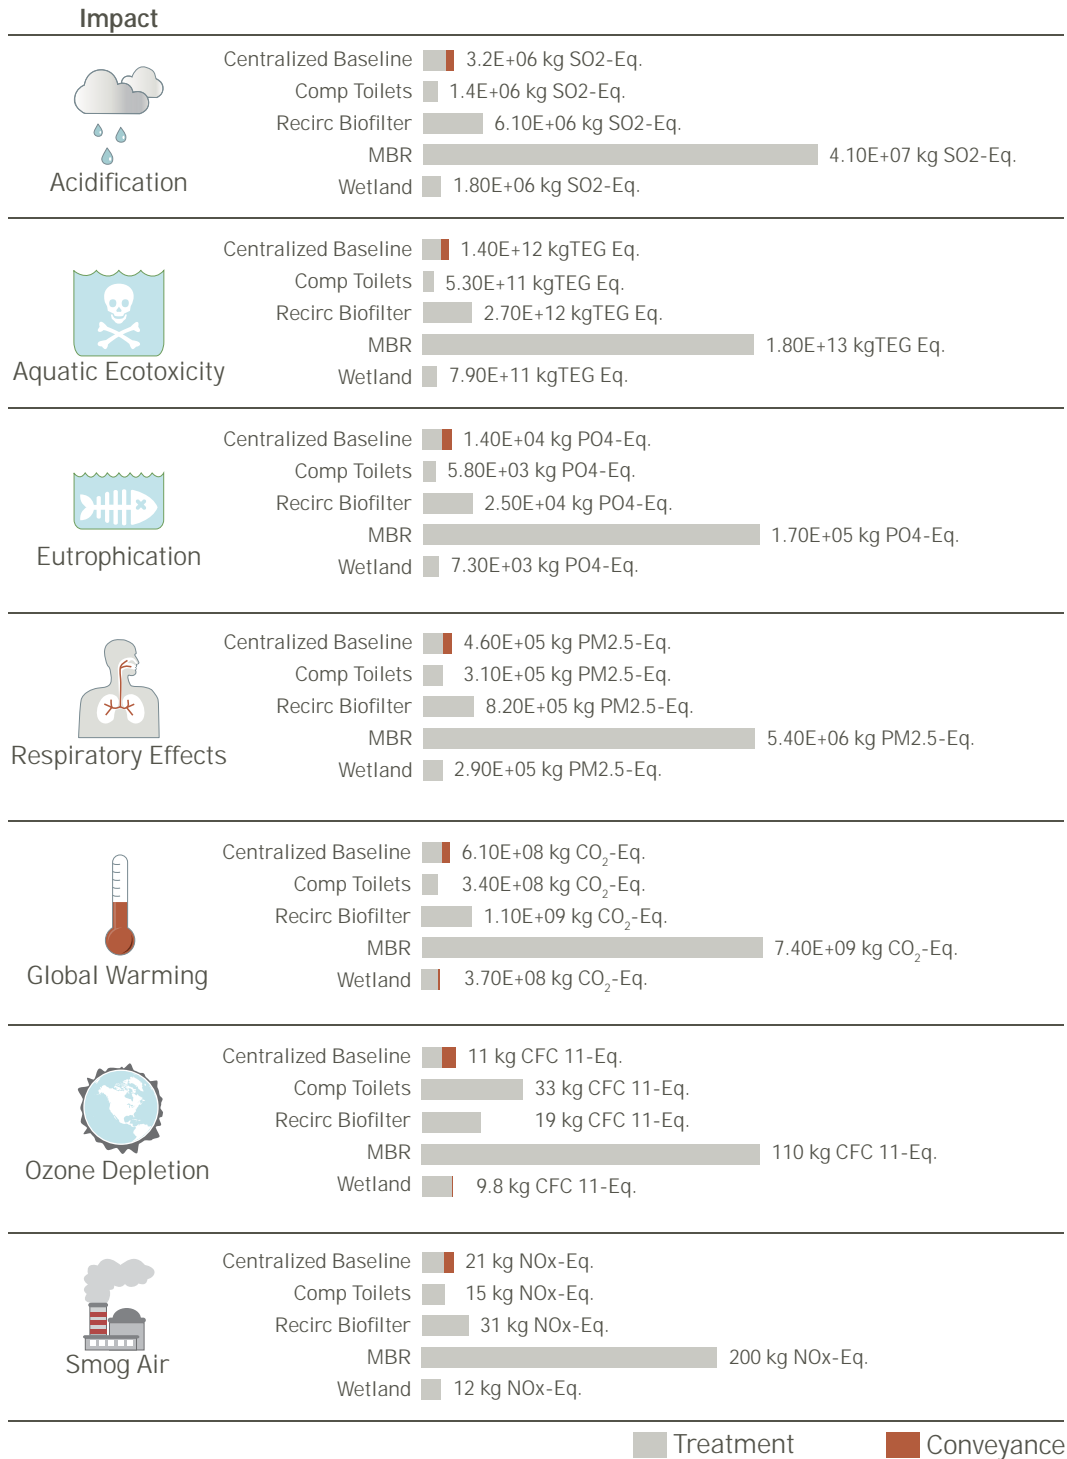 Impact
Centralized Baseline 3.2E+06 kg SO2-Eq.
Comp Toilets 1.4E+06 kg SO2-Eq.
Recirc Biofilter 6.10E+06 kg SO2-Eq.
MBR 4.10E+07 kg SO2-Eq.
Wetland 1.80E+06 kg SO2-Eq.
Acidification
Centralized Baseline 1.40E+12 kgTEG Eq.
Comp Toilets 5.30E+11 kgTEG Eq.
Recirc Biofilter 2.70E+12 kgTEG Eq.
MBR 1.80E+13 kgTEG Eq.
Wetland 7.90E+11 kgTEG Eq.
Aquatic Ecotoxicity
Centralized Baseline 1.40E+04 kg PO4-Eq.
Comp Toilets 5.80E+03 kg PO4-Eq.
Recirc Biofilter 2.50E+04 kg PO4-Eq.
MBR 1.70E+05 kg PO4-Eq.
Wetland 7.30E+03 kg PO4-Eq.
Eutrophication
Centralized Baseline 4.60E+05 kg PM2.5-Eq.
Comp Toilets 3.10E+05 kg PM2.5-Eq.
Recirc Biofilter 8.20E+05 kg PM2.5-Eq.
MBR 5.40E+06 kg PM2.5-Eq.
Wetland 2.90E+05 kg PM2.5-Eq.
Respiratory Effects
Centralized Baseline 6.10E+08 kg CO₂-Eq.
Comp Toilets 3.40E+08 kg CO₂-Eq.
Recirc Biofilter 1.10E+09 kg CO₂-Eq.
MBR 7.40E+09 kg CO₂-Eq.
Wetland 3.70E+08 kg CO₂-Eq.
Global Warming
Centralized Baseline 11 kg CFC 11-Eq.
Comp Toilets 33 kg CFC 11-Eq.
Recirc Biofilter 19 kg CFC 11-Eq.
MBR 110 kg CFC 11-Eq.
Wetland 9.8 kg CFC 11-Eq.
Ozone Depletion
Centralized Baseline 21 kg NOx-Eq.
Comp Toilets 15 kg NOx-Eq.
Recirc Biofilter 31 kg NOx-Eq.
MBR 200 kg NOx-Eq.
Wetland 12 kg NOx-Eq.
Smog Air
Treatment Conveyance